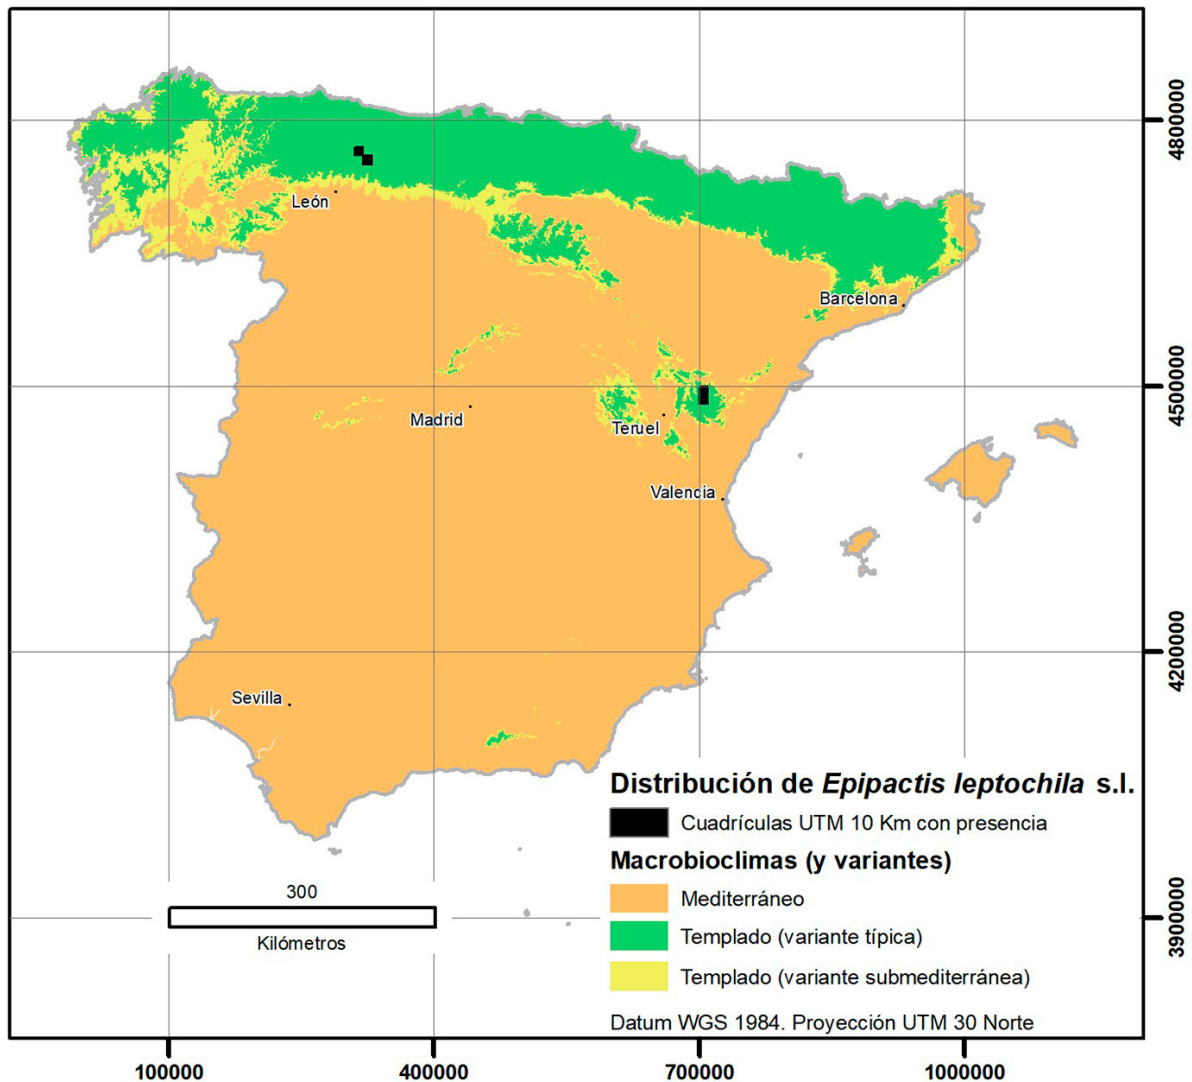 4800000
León
Barcelona
4500000
Madrid
Teruel
Valencia
4200000
Sevilla
Distribución de Epipactis leptochila s.l.
Cuadrículas UTM 10 Km con presencia
Macrobioclimas (y variantes)
300
Mediterráneo
3900000
Kilómetros
Templado (variante típica)
Templado (variante submediterránea)
Datum WGS 1984. Proyección UTM 30 Norte
100000 400000 700000 1000000